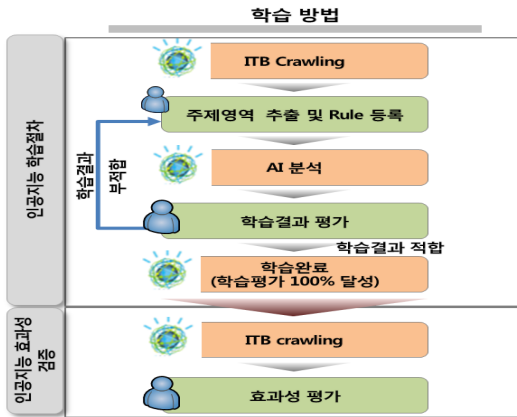 학습 방법
ITB Crawling
주제영역 추출 및 Rule 등록
AI 분석
학습결과 평가
학습결과 적합
학습완료
(학습평가 100% 달성)
ITB crawling
효과성 평가
인공지능 학습절차
학습결과
부적합
인공지능 효과성
검증